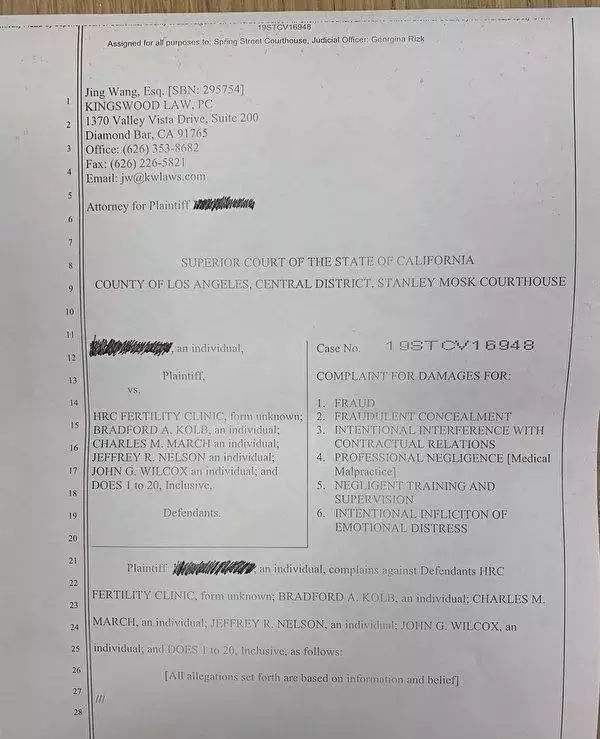 19STCV16948
Assigned for all purposes to: Spring Street Courthouse, Judicial Officer: Georgina Rizk
Jing Wang, Esq. [SBN: 295754]
1 KINGSWOOD LAW, PC
2 1370 Valley Vista Drive, Suite 200
Diamond Bar, CA 91765
3 Office: (626) 353-8682
Fax: (626) 226-5821
4 Email: jw@kwlaws.com
5
Attorney for Plaintiff
6
7
8 SUPERIOR COURT OF THE STATE OF CALIFORNIA
9 COUNTY OF LOS ANGELES, CENTRAL DISTRICT, STANLEY MOSK COURTHOUSE
10
11
, an individual,
12
13 Plaintiff,
vs.
14
HRC FERTILITY CLINIC, form unknown;
15 BRADFORD A. KOLB, an individual;
16 CHARLES M. MARCH an individual;
JEFFREY R. NELSON an individual;
17 JOHN G. WILCOX an individual; and
18 DOES 1 to 20, Inclusive,
19 Defendants.
20
Case No. 19STCV16948
COMPLAINT FOR DAMAGES FOR:
1. FRAUD
2. FRAUDULENT CONCEALMENT
3. INTENTIONAL INTERFERENCE WITH
CONTRACTUAL RELATIONS
4. PROFESSIONAL NEGLIGENCE [Medical
Malpractice]
5. NEGLIGENT TRAINING AND
SUPERVISION
6. INTENTIONAL INFLICITON OF
EMOTIONAL DISTRESS
21 Plaintiff , an individual, complains against Defendants HRC
22
FERTILITY CLINIC, form unknown; BRADFORD A. KOLB, an individual; CHARLES M.
23
24 MARCH, an individual; JEFFREY R. NELSON, an individual; JOHN G. WILCOX, an
25 individual; and DOES 1 to 20, Inclusive, as follows:
26 [All allegations set forth are based on information and belief]
27 ///
28